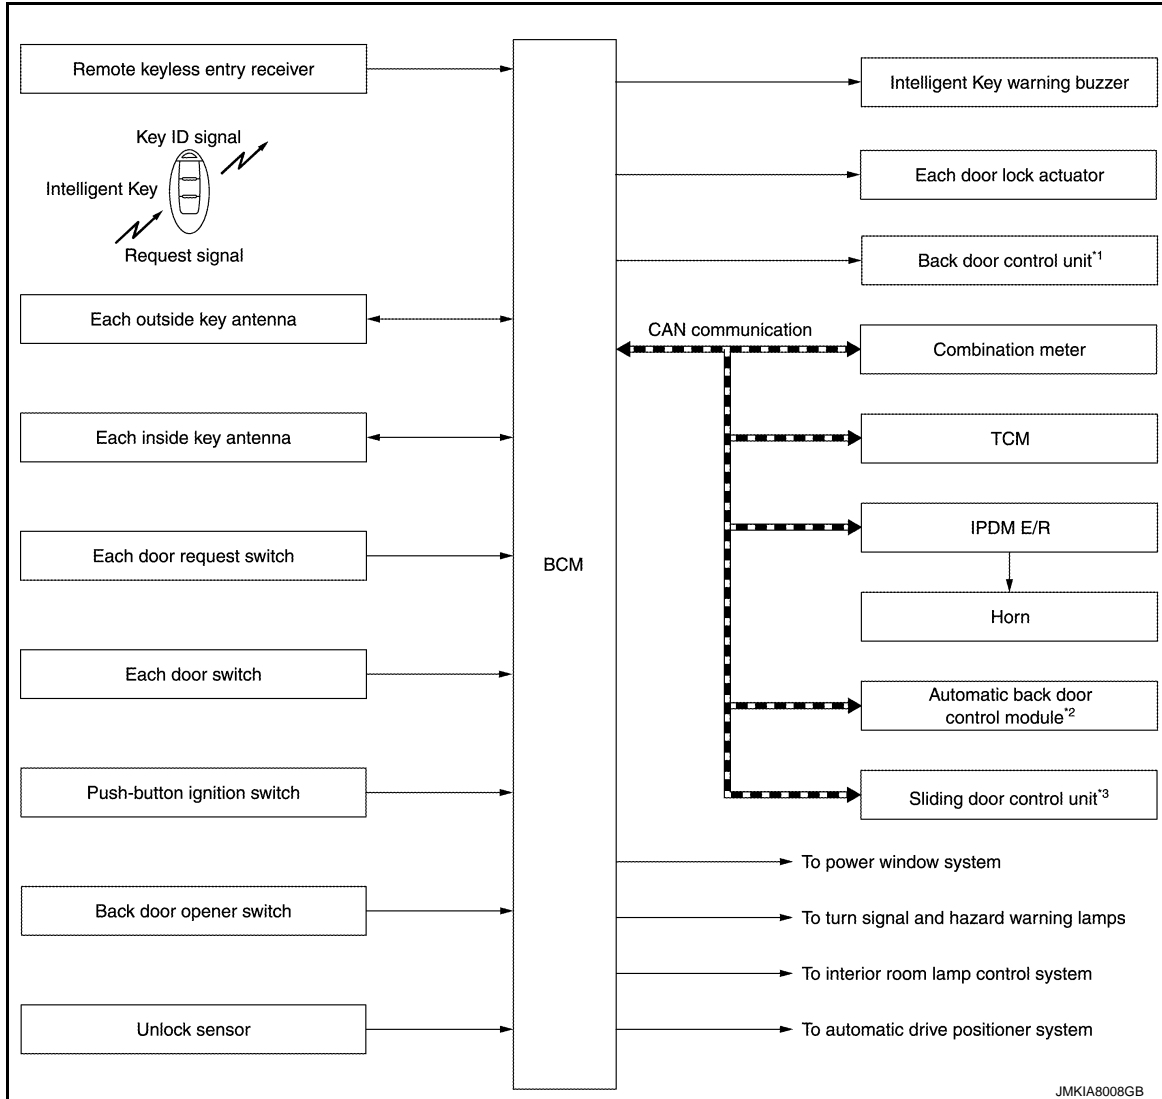 Remote keyless entry receiver
Key ID signal
Intelligent Key
Request signal
Each outside key antenna
Each inside key antenna
Each door request switch
Each door switch
Push-button ignition switch
Back door opener switch
Unlock sensor
BCM
Intelligent Key warning buzzer
Each door lock actuator
Back door control unit*1
CAN communication
Combination meter
TCM
IPDM E/R
Horn
Automatic back door
control module*2
Sliding door control unit*3
To power window system
To turn signal and hazard warning lamps
To interior room lamp control system
To automatic drive positioner system
JMKIA8008GB